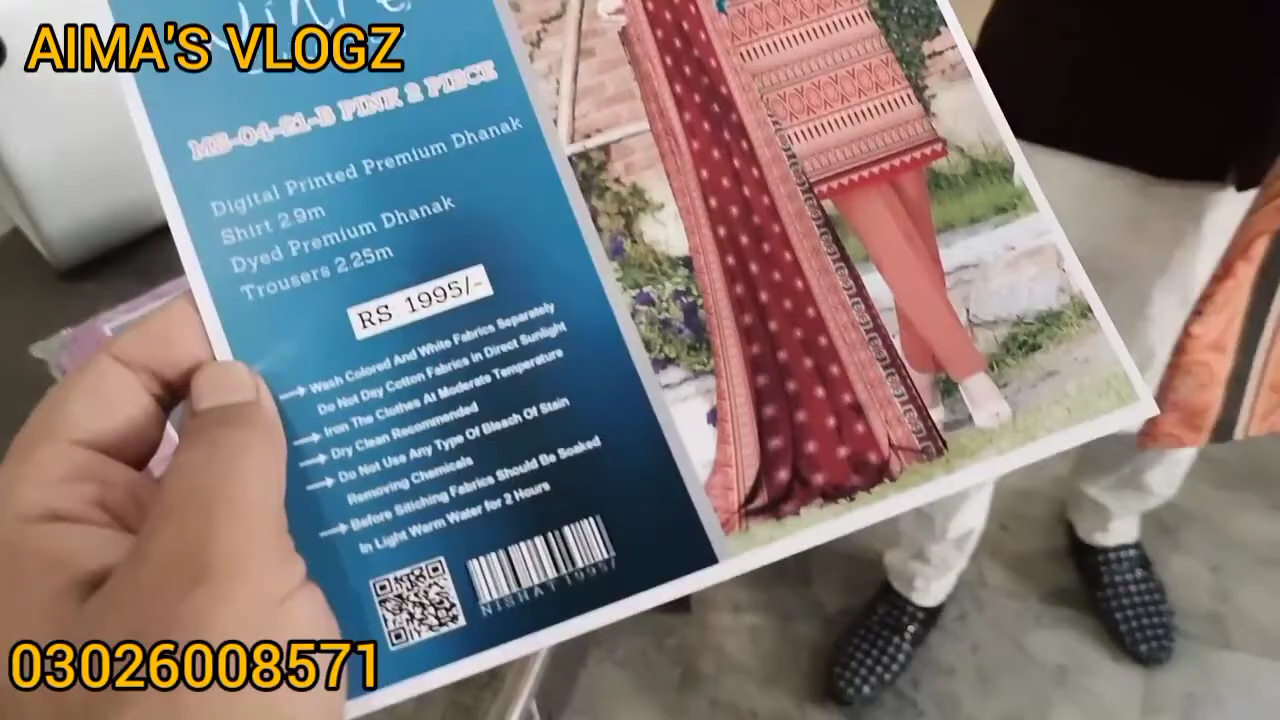 AIMA'S VLOGZ
MS-04-21-B PINK 2 PIECE
Digital Printed Premium Dhanak
Shirt 2.9m
Dyed Premium Dhanak
Trousers 2.25m
RS 1995/-
Wash Colored And White Fabrics Separately
Do Not Day Cotton Fabrics in Direct Sunlight
Iron The Clothes At Moderate Temperature
Dry Clean Recommended
Do Not Use Any Type Of Bleach Of Stain
Removing Chemicals
Before Stiching Fabrics Should Be Soaked
In Light Warm Water for 2 Hours
NISHAT 1995/
03026008571